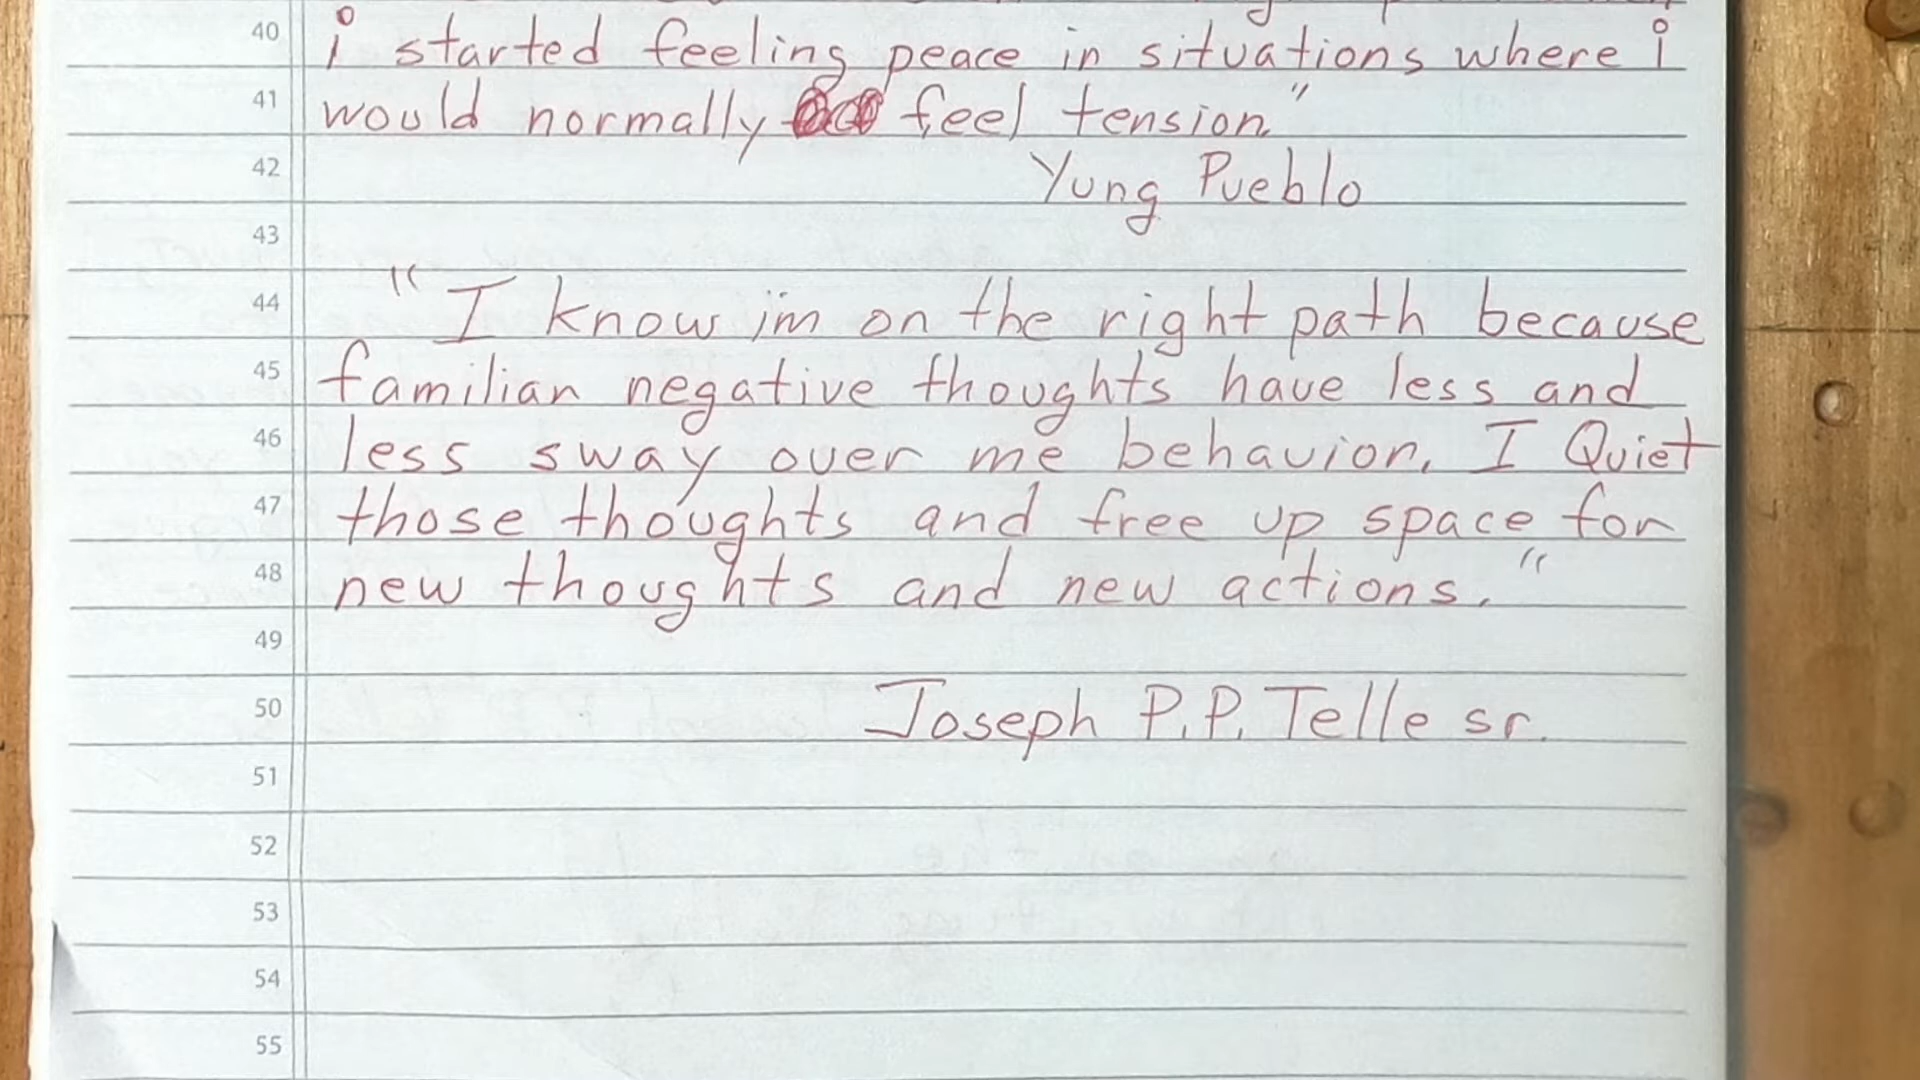 40 i started feeling peace in situations where i
41 would normally feel tension"
42 Yung Pueblo
43
44 "I know im on the right path because
45 familiar negative thoughts have less and
46 less sway over me behavior. I Quiet
47 those thoughts and free up space for
48 new thoughts and new actions."
49
50 Joseph P.P. Telle sr.
51
52
53
54
55